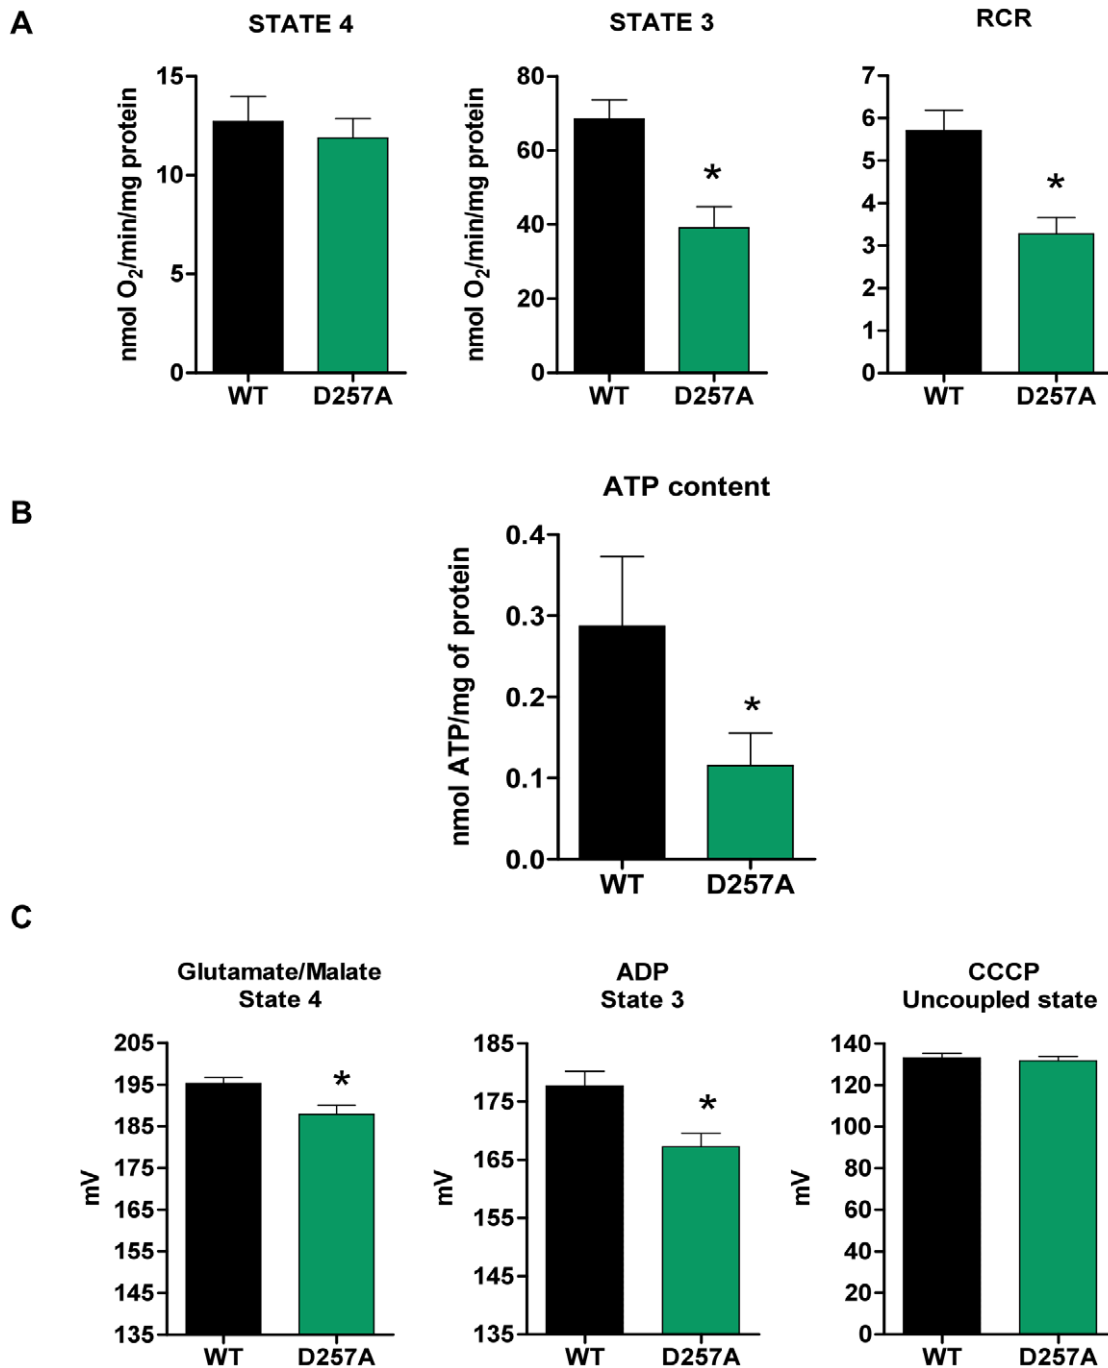 A
STATE 4
nmol O2/min/mg protein
15
10
5
0
WT D257A
STATE 3
nmol O2/min/mg protein
80
60
40
20
0
*
WT D257A
RCR
7
6
5
4
3
2
1
0
*
WT D257A
B
ATP content
nmol ATP/mg of protein
0.4
0.3
0.2
0.1
0.0
*
WT D257A
C
Glutamate/Malate
State 4
mV
205
195
185
175
165
155
145
135
*
WT D257A
ADP
State 3
mV
185
175
165
155
145
135
*
WT D257A
CCCP
Uncoupled state
mV
140
120
100
80
60
40
20
0
WT D257A